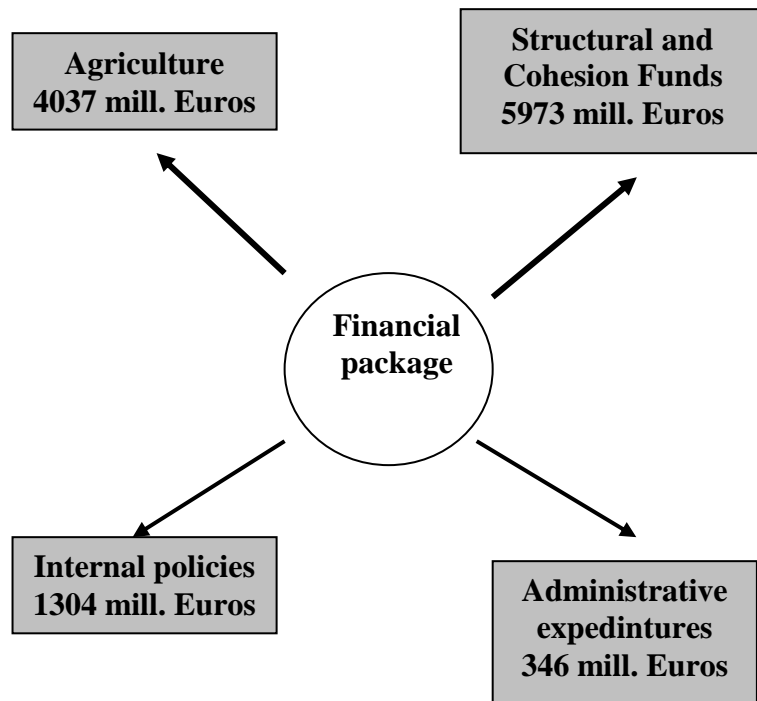 Agriculture
4037 mill. Euros
Structural and
Cohesion Funds
5973 mill. Euros
Financial
package
Internal policies
1304 mill. Euros
Administrative
expedintures
346 mill. Euros